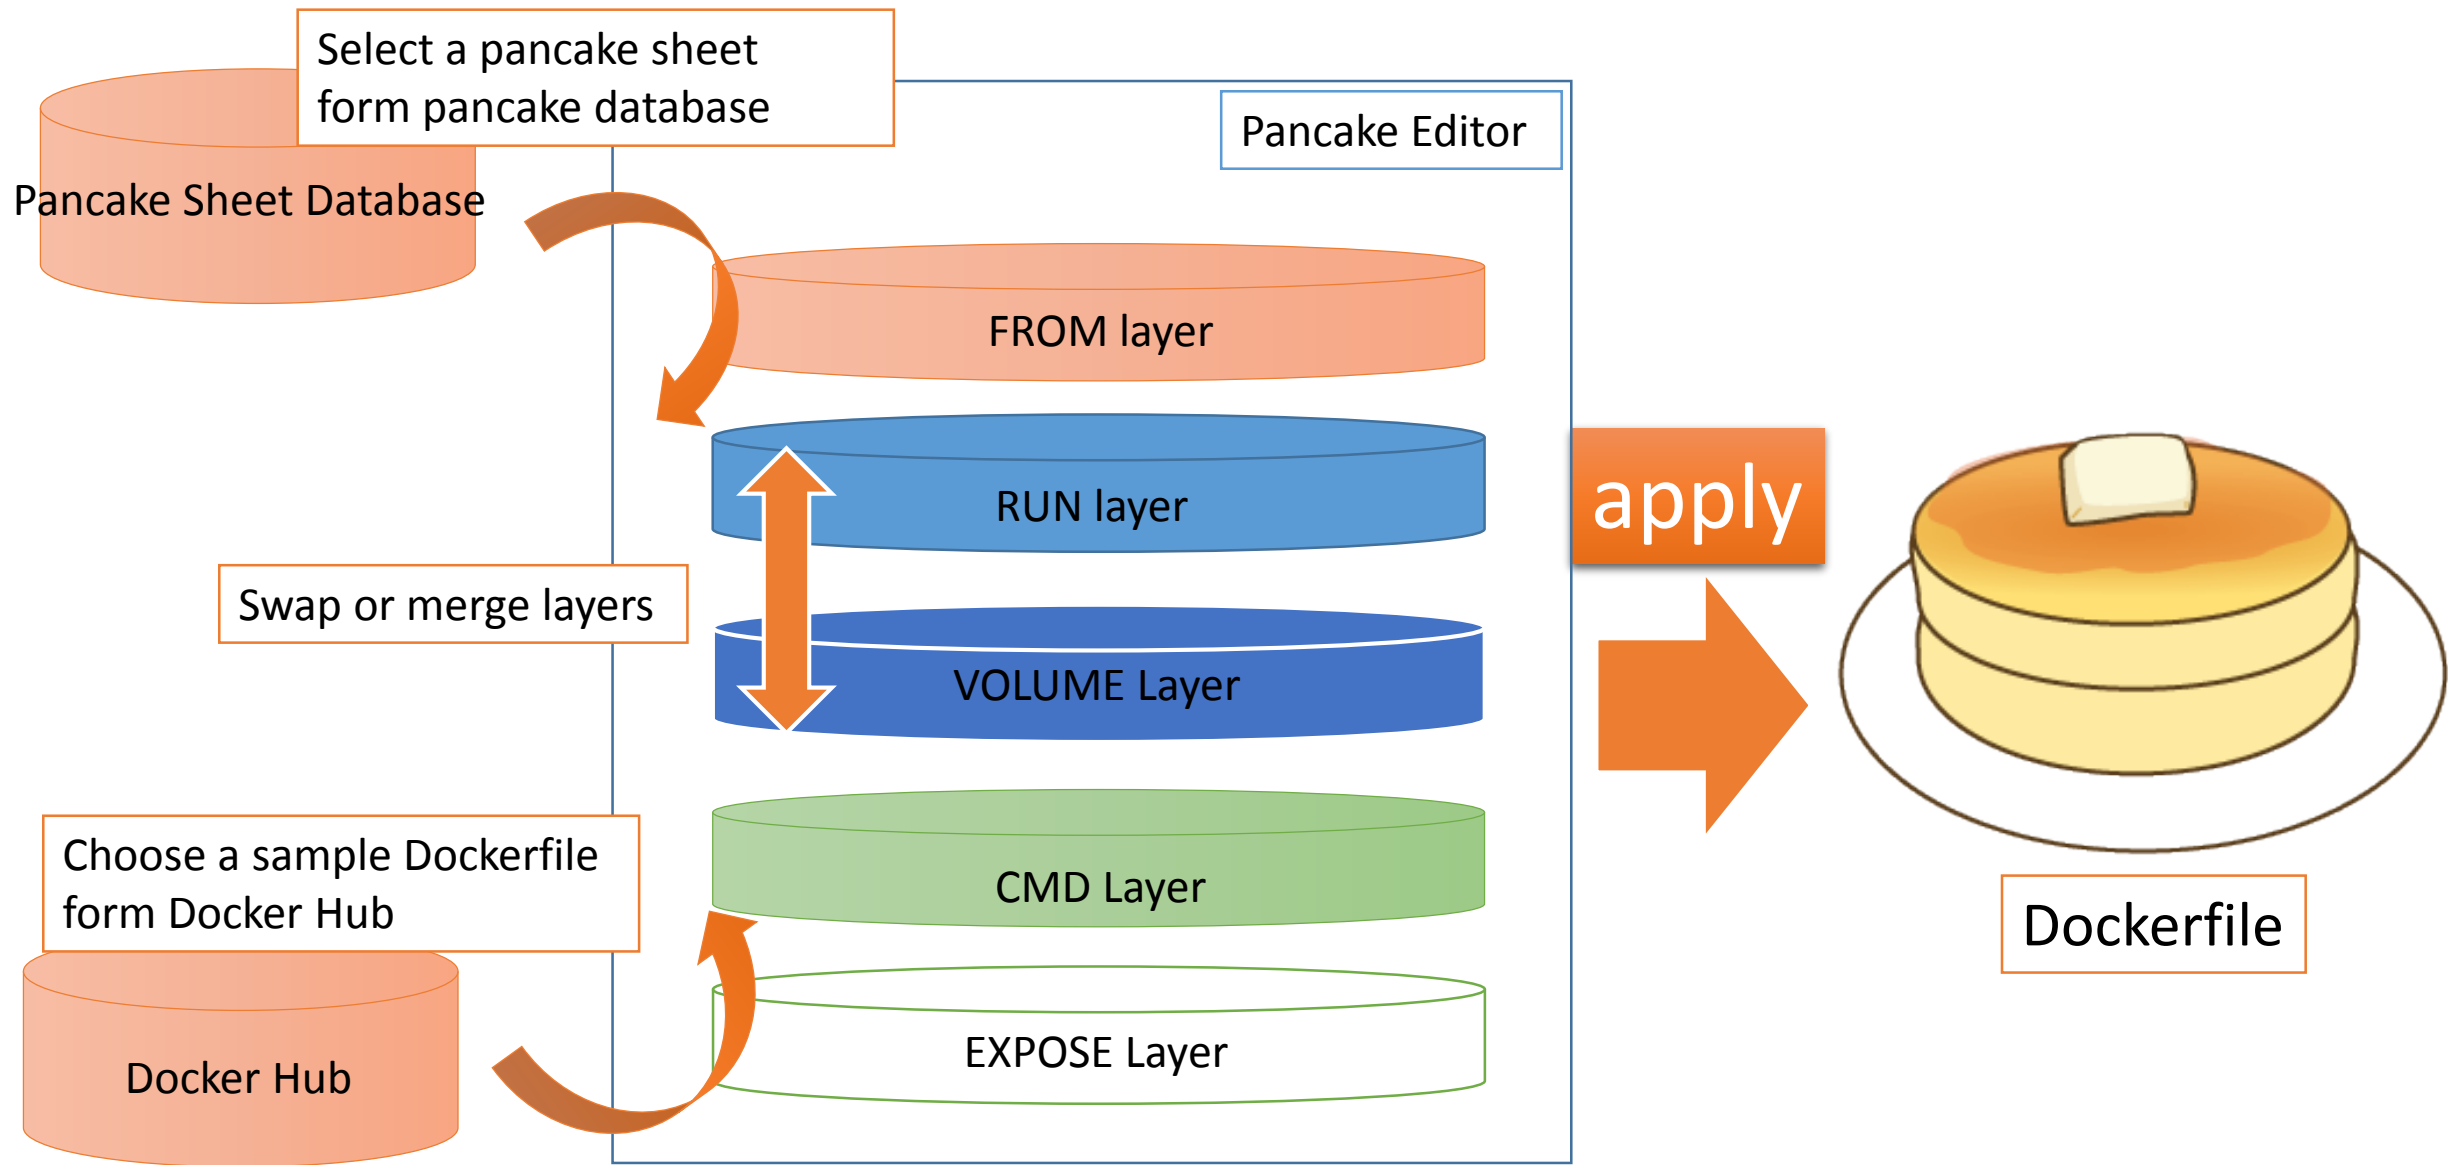 Select a pancake sheet
form pancake database
Pancake Editor
Pancake Sheet Database
FROM layer
RUN layer
apply
Swap or merge layers
VOLUME Layer
Choose a sample Dockerfile
form Docker Hub
CMD Layer
Dockerfile
EXPOSE Layer
Docker Hub